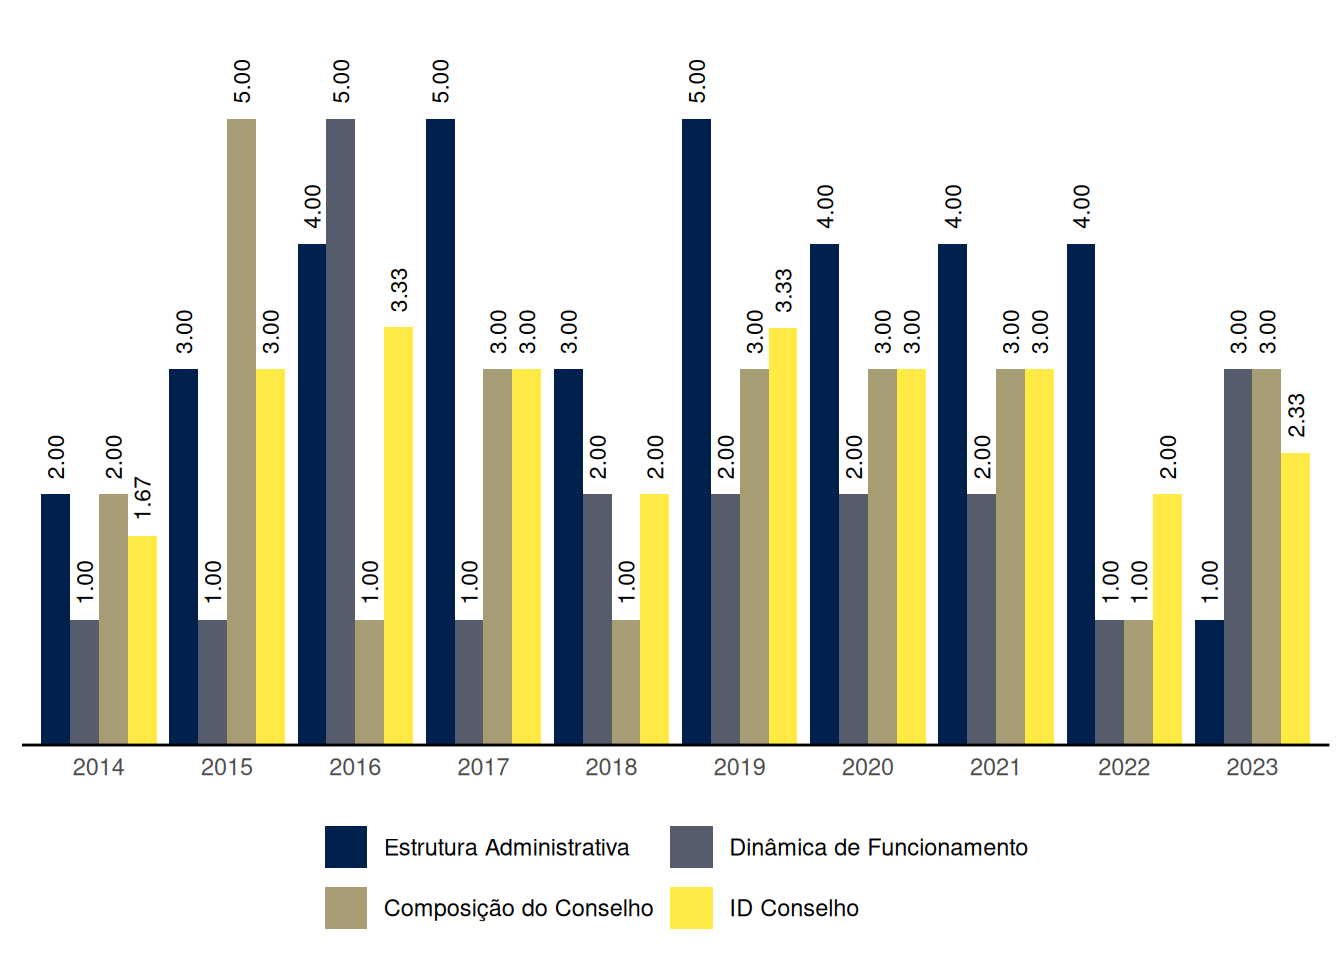 5.00 5.00 5.00 5.00
4.00 4.00 4.00 4.00
3.33 3.33
3.00 3.00 3.00 3.00 3.00 3.00 3.00 3.00 3.00 3.00 3.00 3.00
2.33
2.00 2.00 2.00 2.00 2.00 2.00 2.00 2.00
1.67
1.00 1.00 1.00 1.00 1.00 1.00 1.00 1.00
2014 2015 2016 2017 2018 2019 2020 2021 2022 2023
Estrutura Administrativa Dinâmica de Funcionamento
Composição do Conselho ID Conselho